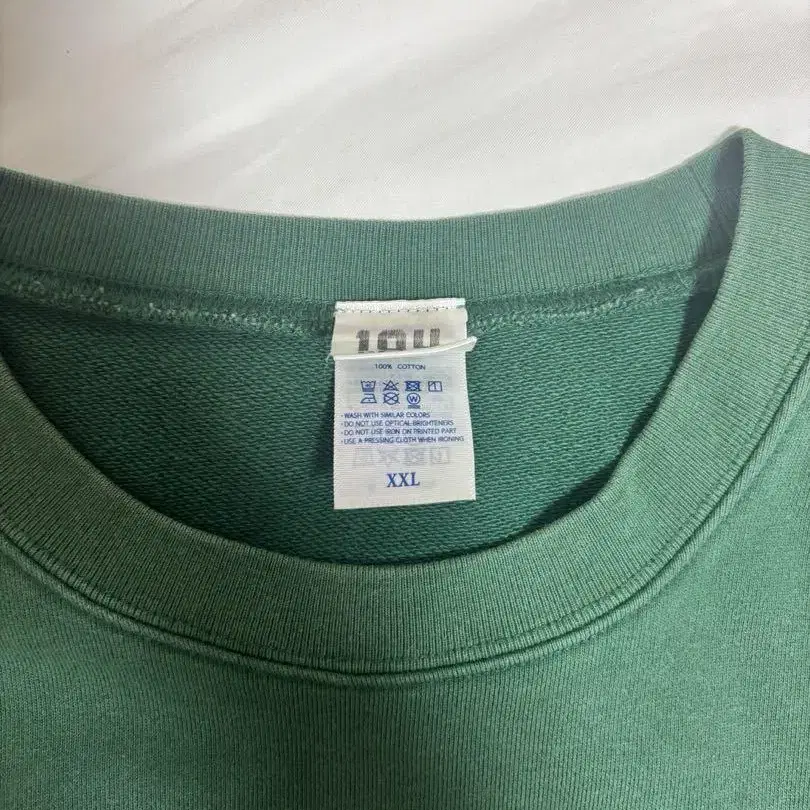 100% COTTON
WASH WITH SIMILAR COLORS
· DO NOT USE OPTICAL BRIGHTENERS
· DO NOT USE IRON ON PRINTED PART
· USE A PRESSING CLOTH WHEN IRONING
XXL